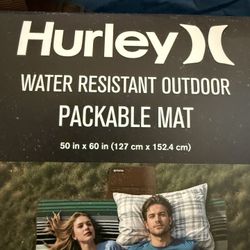 Hurley
WATER RESISTANT OUTDOOR
PACKABLE MAT
50 in x 60 in (127 cm x 152.4 cm)